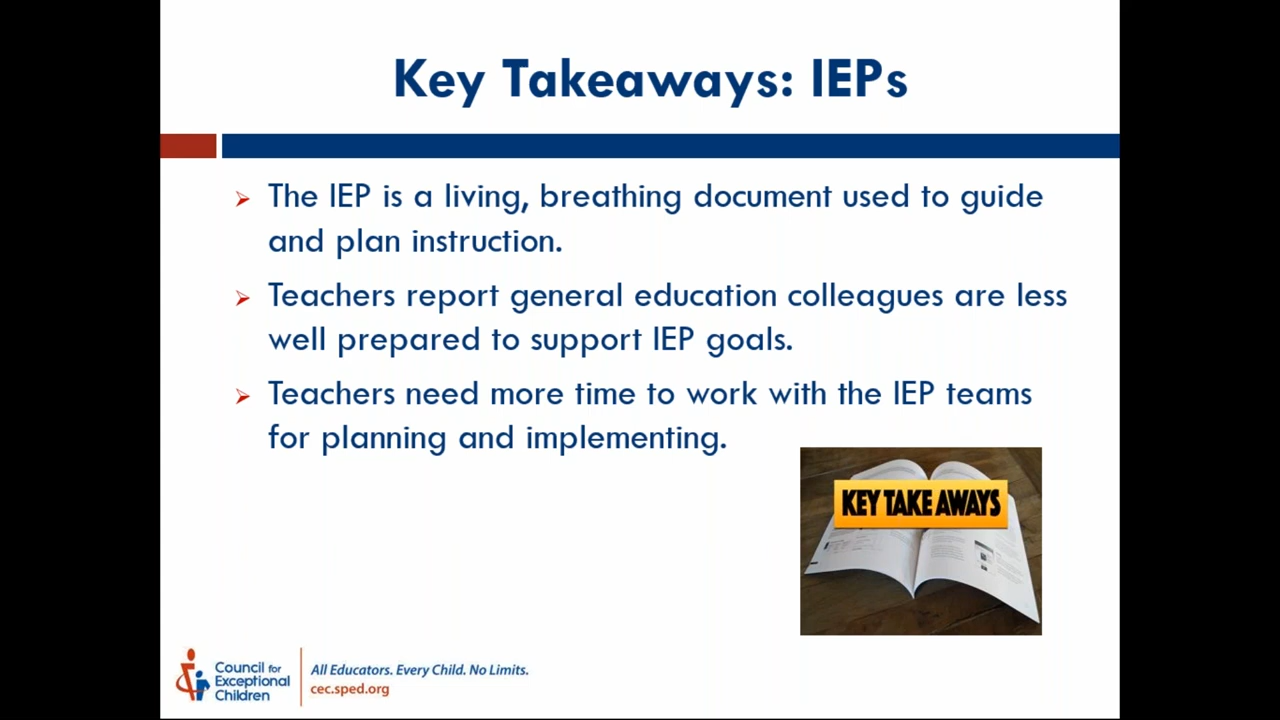 Key Takeaways: IEPs
The IEP is a living, breathing document used to guide
and plan instruction.
Teachers report general education colleagues are less
well prepared to support IEP goals.
Teachers need more time to work with the IEP teams
for planning and implementing.
KEY TAKE AWAYS
Council for
Exceptional
Children
All Educators. Every Child. No Limits.
cec.sped.org